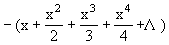 - (x + x²/2 + x³/3 + x⁴/4 +Λ )